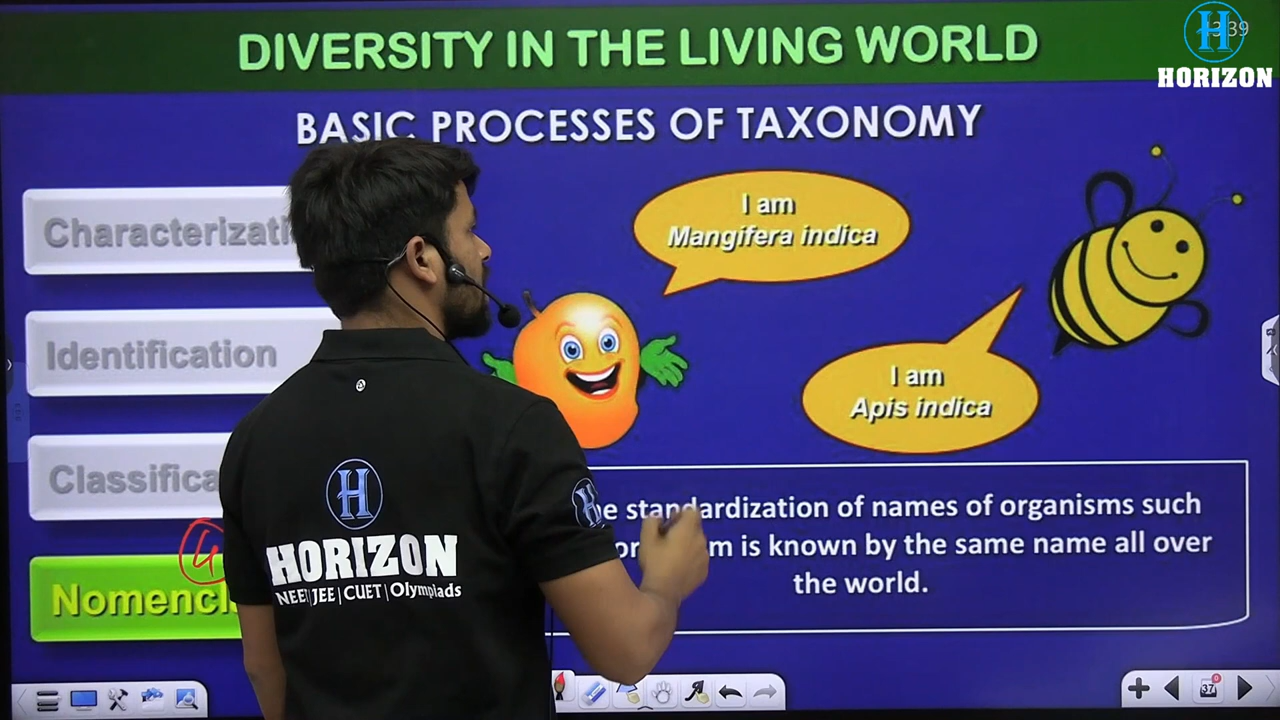 DIVERSITY IN THE LIVING WORLD
H
HORIZON
BASIC PROCESSES OF TAXONOMY
Characterizati
I am
Mangifera indica
Identification
I am
Apis indica
Classifica
4
Nomencl
standardization of names of organisms such
is known by the same name all over
the world.
H
HORIZON
NEET | JEE | CUET | Olympiads
H
37